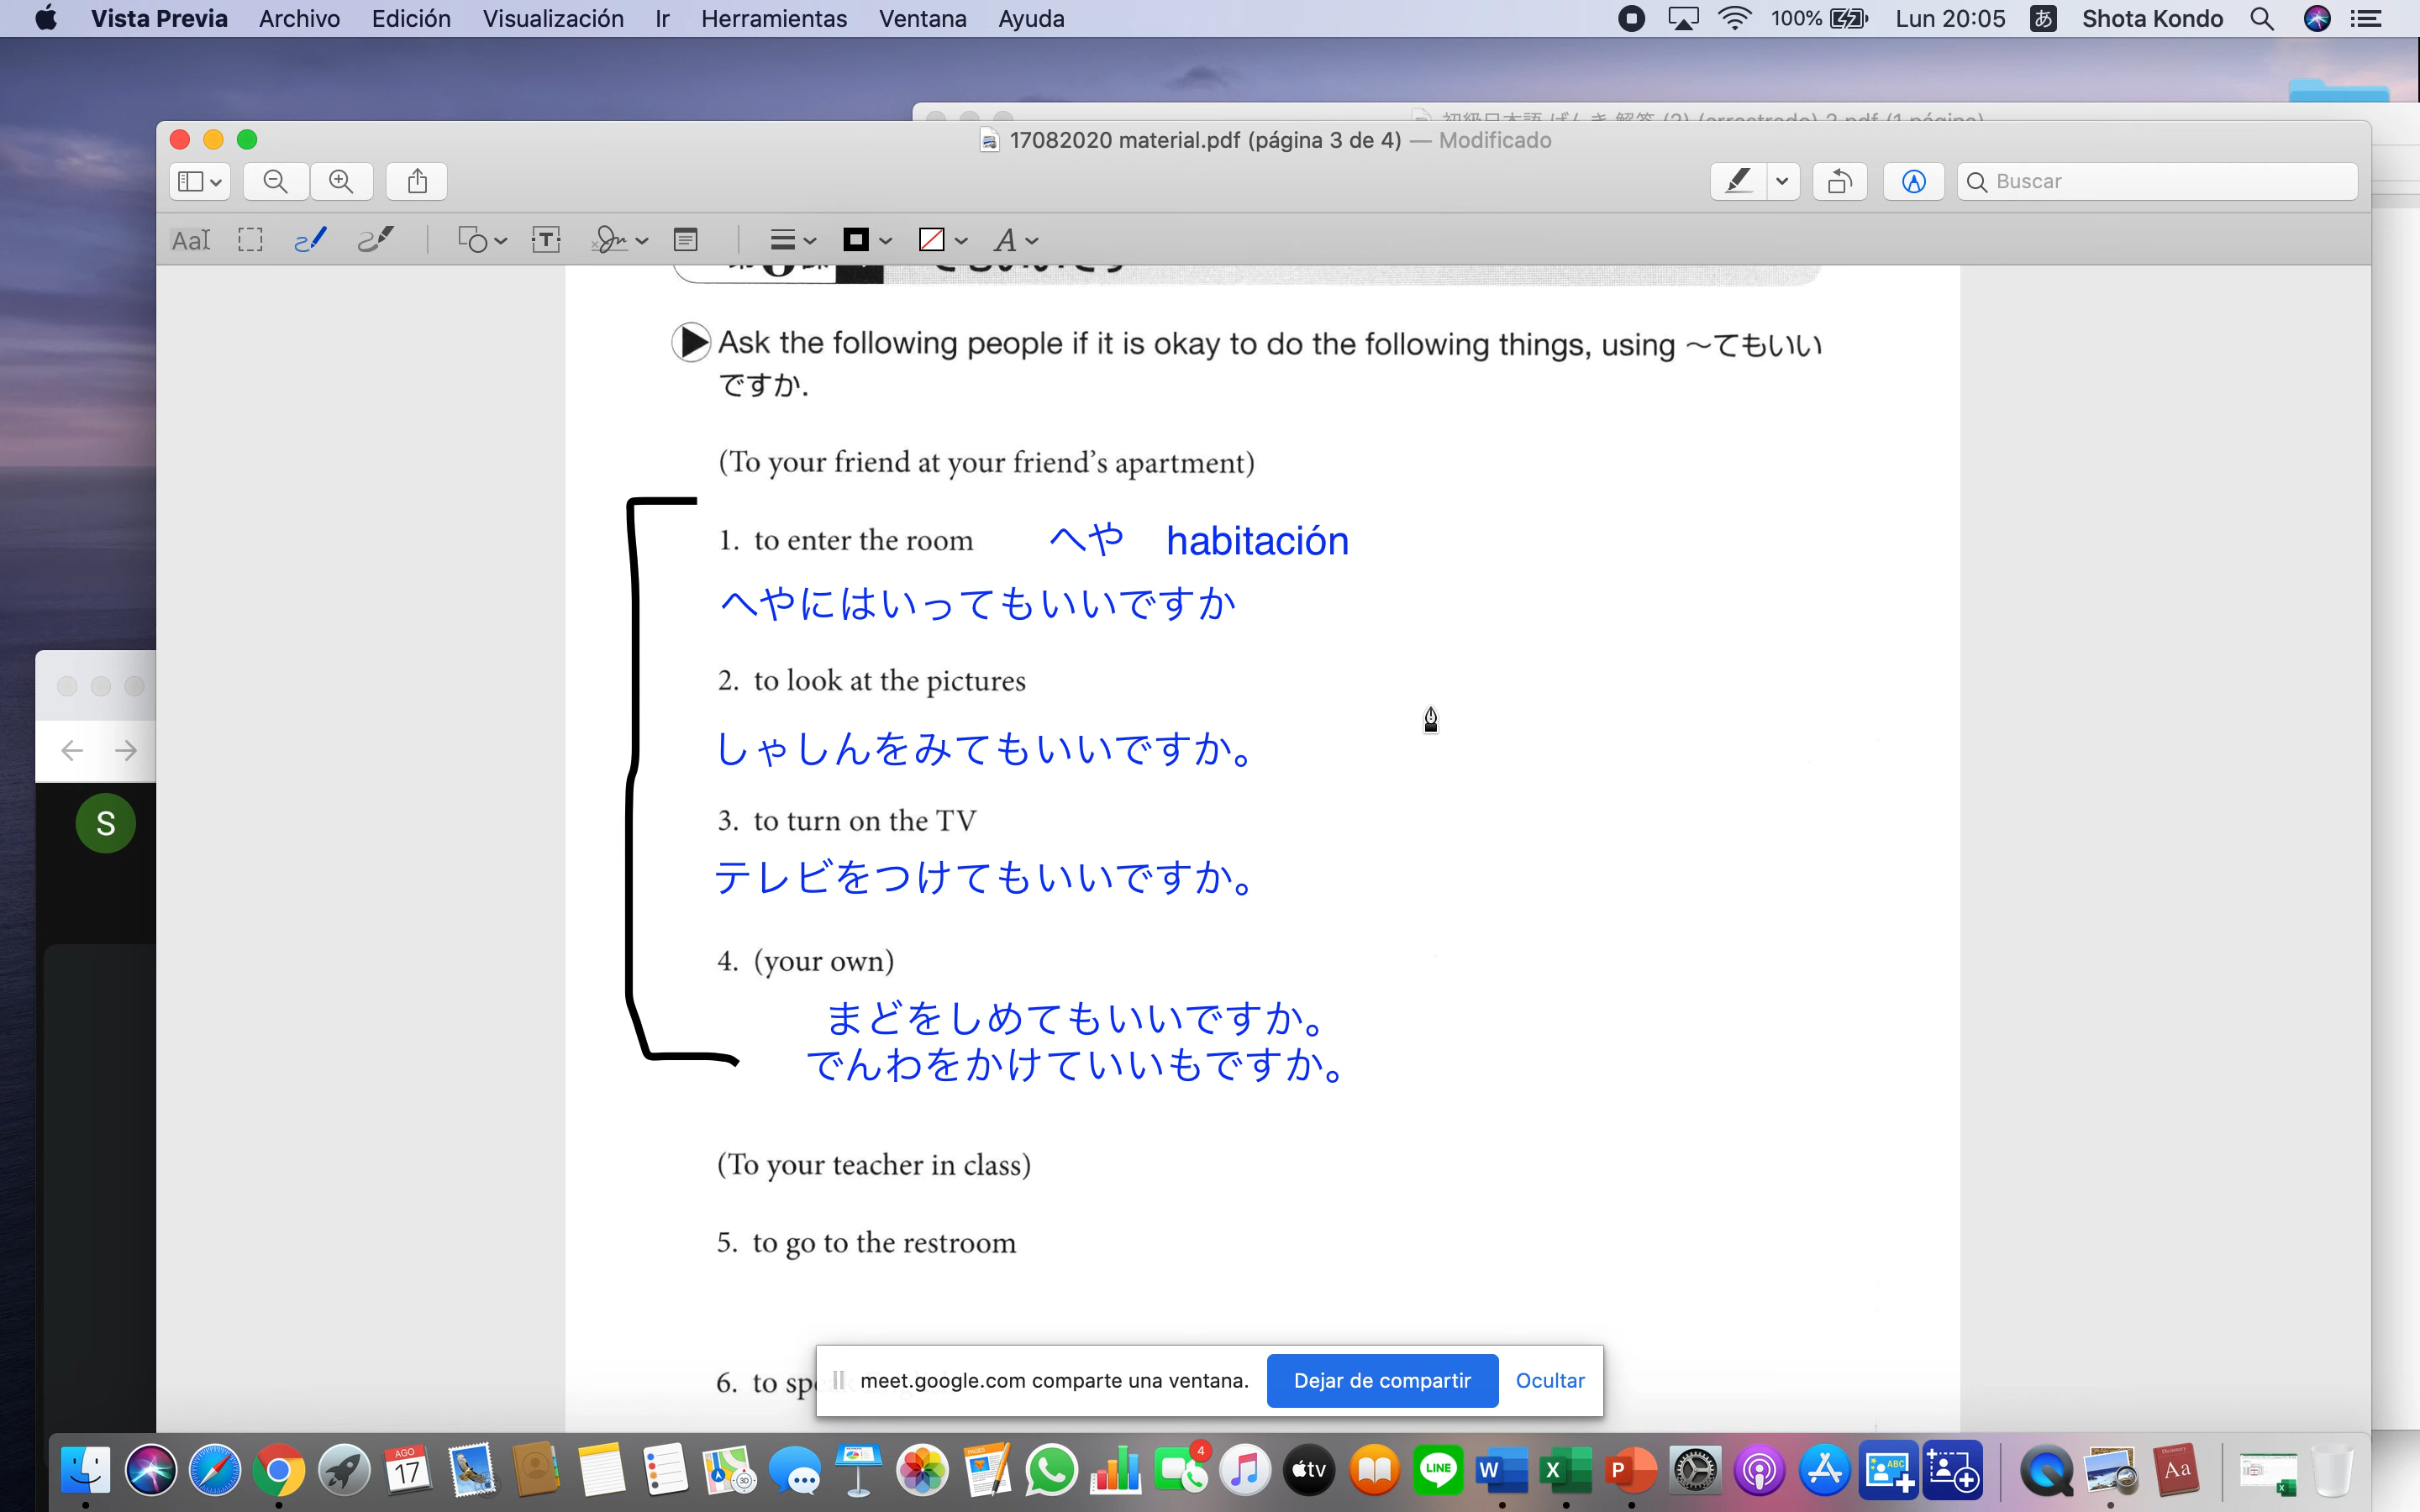 Vista Previa Archivo Edición Visualización Ir Herramientas Ventana Ayuda 100% Lun 20:05 あ Shota Kondo
17082020 material.pdf (página 3 de 4) — Modificado
Buscar
Ask the following people if it is okay to do the following things, using 〜てもいい
ですか.
(To your friend at your friend's apartment)
1. to enter the room へや habitación
へやにはいってもいいですか
2. to look at the pictures
しゃしんをみてもいいですか。
3. to turn on the TV
テレビをつけてもいいですか。
4. (your own)
まどをしめてもいいですか。
でんわをかけていいもですか。
(To your teacher in class)
5. to go to the restroom
6. to
meet.google.com comparte una ventana. Dejar de compartir Ocultar
S
AGO
17
4
tv
LINE
W
X
P
ABC
Aa